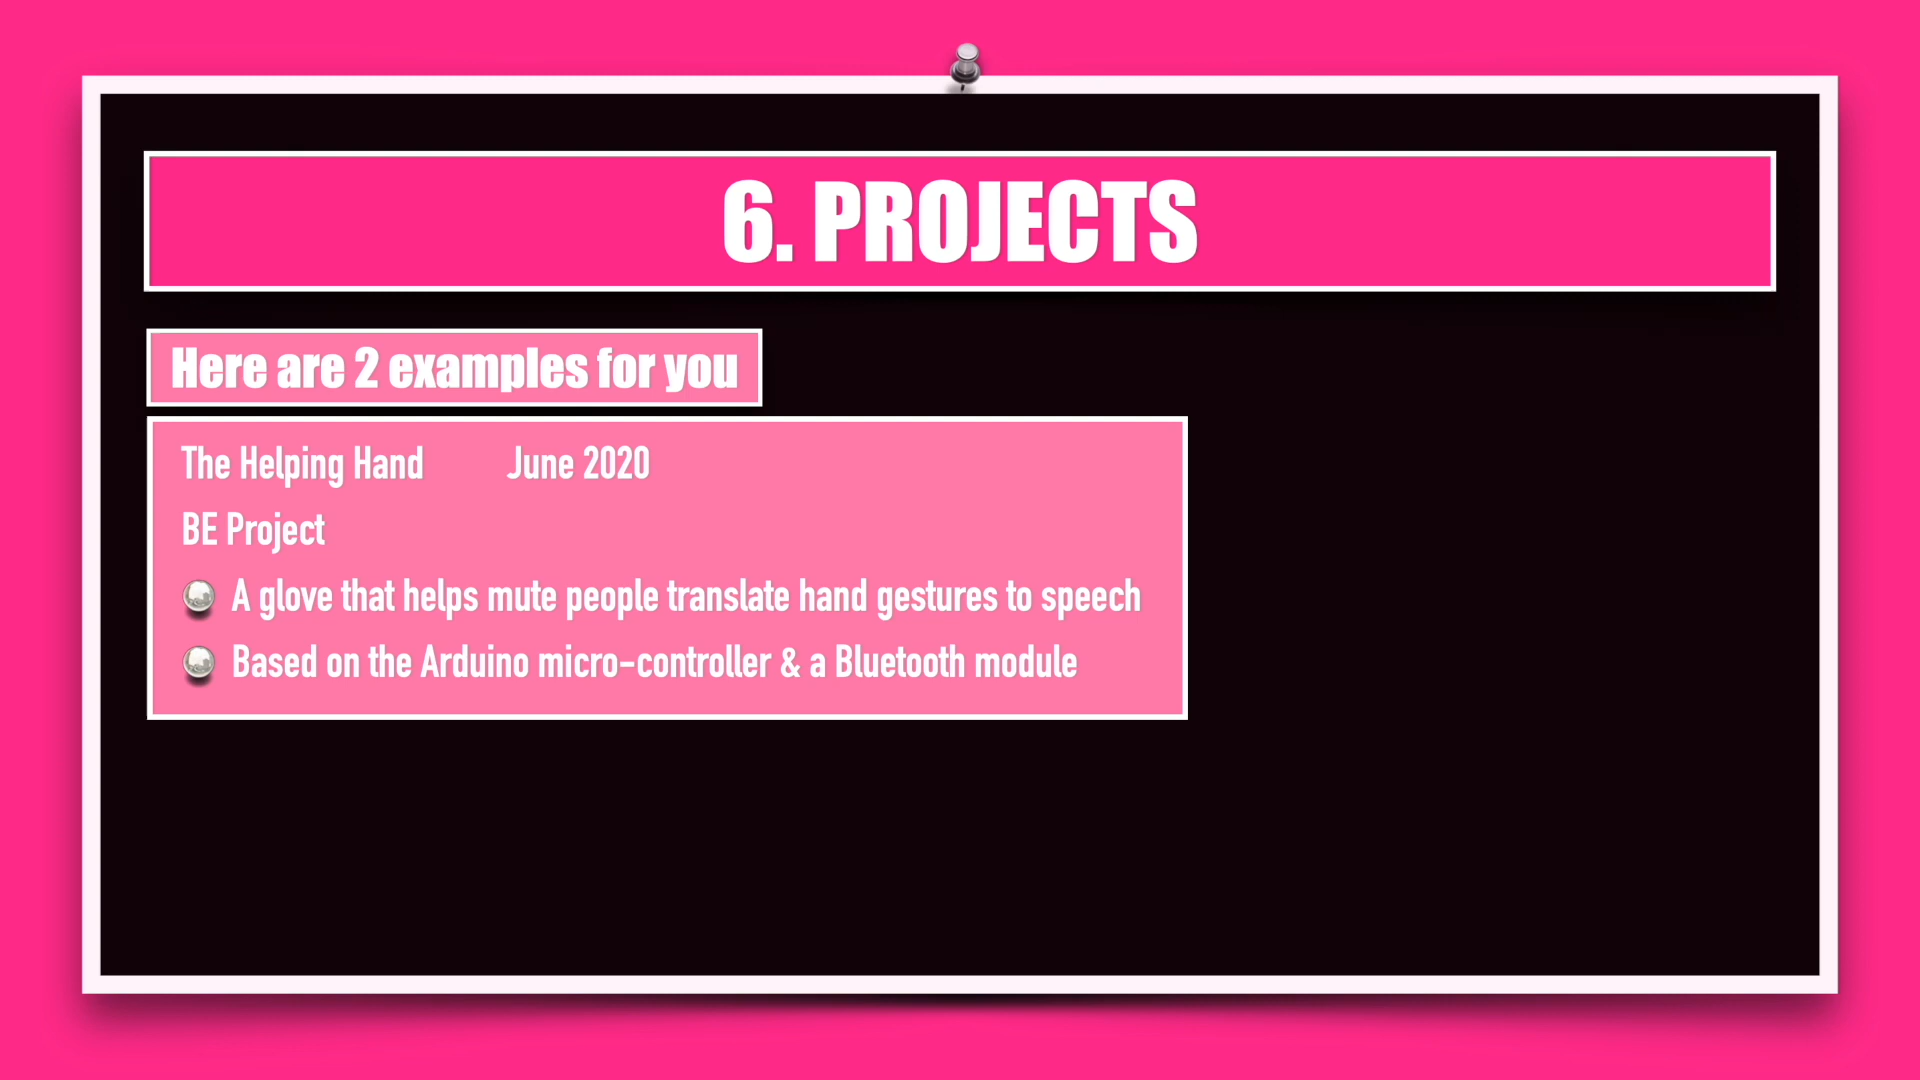 6. PROJECTS
Here are 2 examples for you
The Helping Hand June 2020
BE Project
A glove that helps mute people translate hand gestures to speech
Based on the Arduino micro-controller & a Bluetooth module